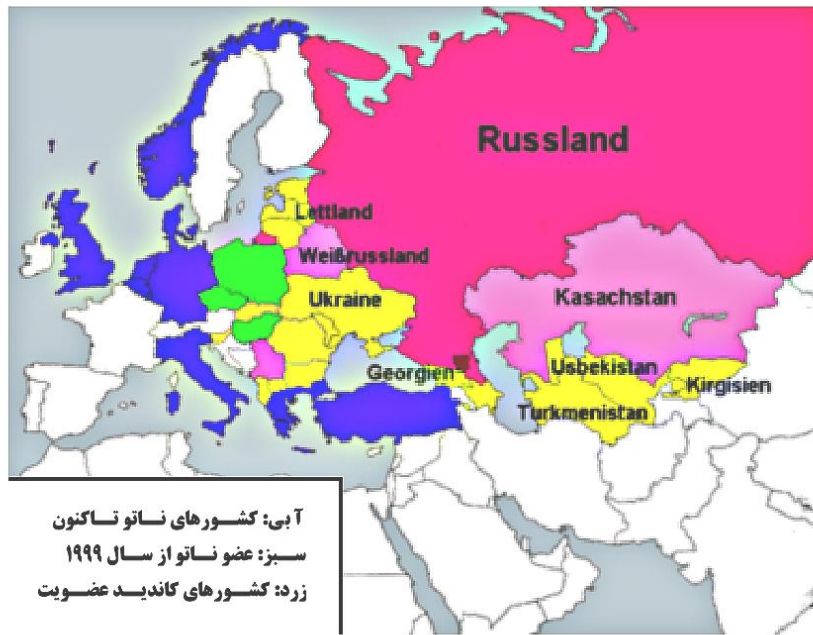 Russland
Lettland
Weißrussland
Ukraine
Kasachstan
Georgien
Usbekistan
Kirgisien
Turkmenistan
آبی: کشورهای ناتو تاکنون
سبز: عضو ناتو از سال ۱۹۹۹
زرد: کشورهای کاندید عضویت